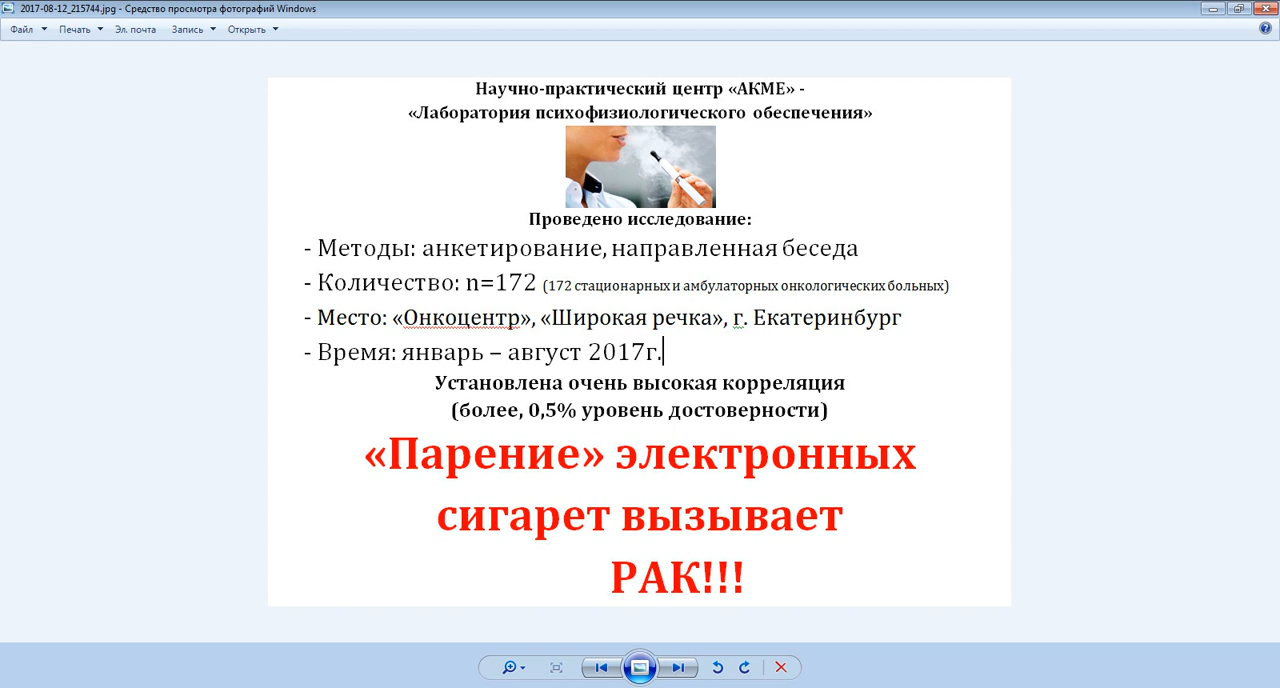 2017-08-12_215744.jpg - Средство просмотра фотографий Windows
Файл Печать Эл. почта Запись Открыть
Научно-практический центр «АКМЕ» -
«Лаборатория психофизиологического обеспечения»
Проведено исследование:
- Методы: анкетирование, направленная беседа
- Количество: n=172 (172 стационарных и амбулаторных онкологических больных)
- Место: «Онкоцентр», «Широкая речка», г. Екатеринбург
- Время: январь – август 2017г.
Установлена очень высокая корреляция
(более, 0,5% уровень достоверности)
«Парение» электронных
сигарет вызывает
РАК!!!